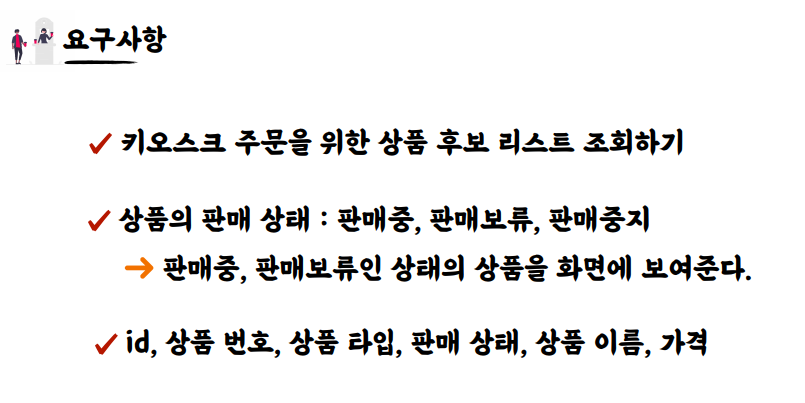 요구사항
키오스크 주문을 위한 상품 후보 리스트 조회하기
상품의 판매 상태 : 판매중, 판매보류, 판매중지
→ 판매중, 판매보류인 상태의 상품을 화면에 보여준다.
id, 상품 번호, 상품 타입, 판매 상태, 상품 이름, 가격